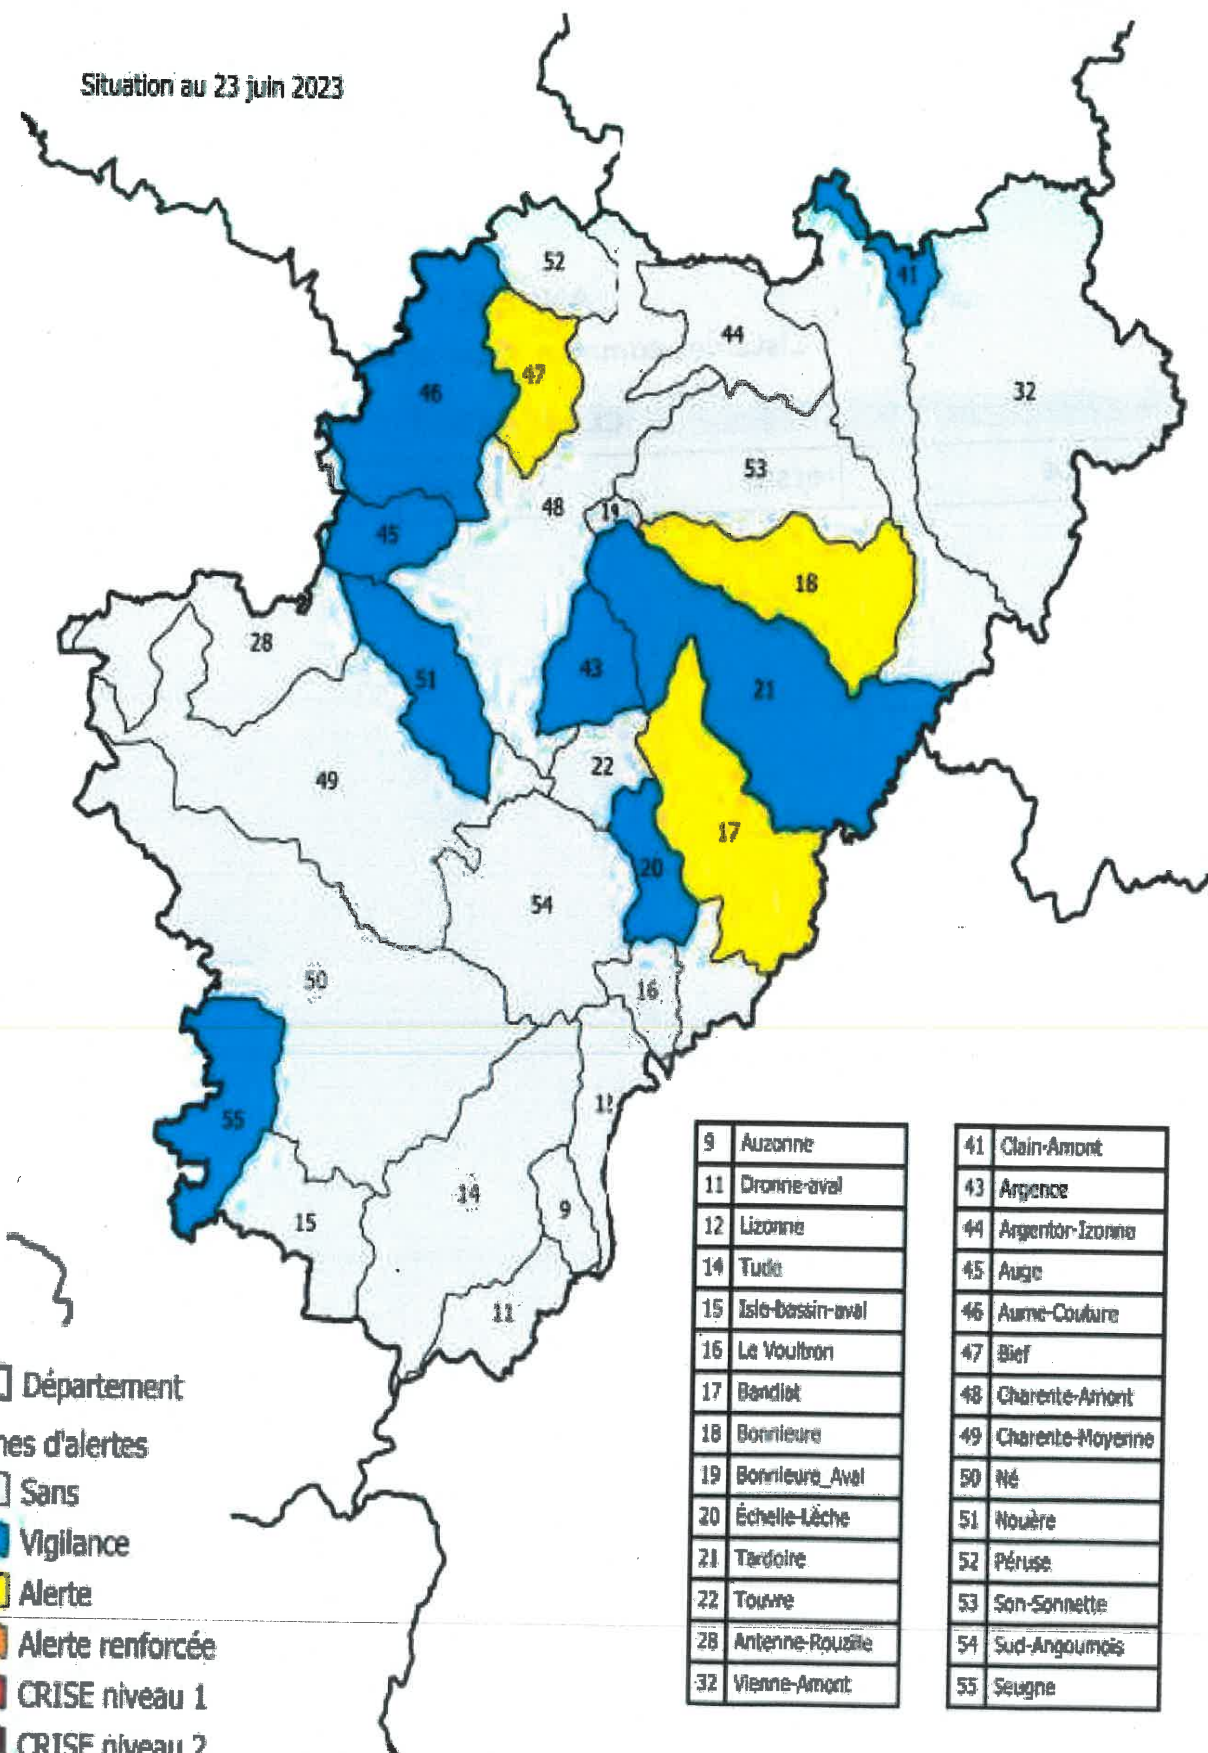 Situation au 23 juin 2023
52
41
44
47
46
32
53
48
19
45
18
28
43
51
21
22
49
17
20
54
50
16
55
14
15
9
11
9 Auzonne
11 Dronne-aval
12 Lizonne
14 Tude
15 Isle-bassin-aval
16 Le Voultron
17 Bandiat
18 Bonnieure
19 Bonnieure_Aval
20 Échelle-Lèche
21 Tardoire
22 Touvre
28 Antenne-Rouzille
32 Vienne-Amont
41 Clain-Amont
43 Argence
44 Argentor-Izonne
45 Auge
46 Aume-Couture
47 Bief
48 Charente-Amont
49 Charente-Moyenne
50 Né
51 Nouère
52 Péruse
53 Son-Sonnette
54 Sud-Angoumois
55 Seugne
Département
nes d'alertes
Sans
Vigilance
Alerte
Alerte renforcée
CRISE niveau 1
CRISE niveau 2